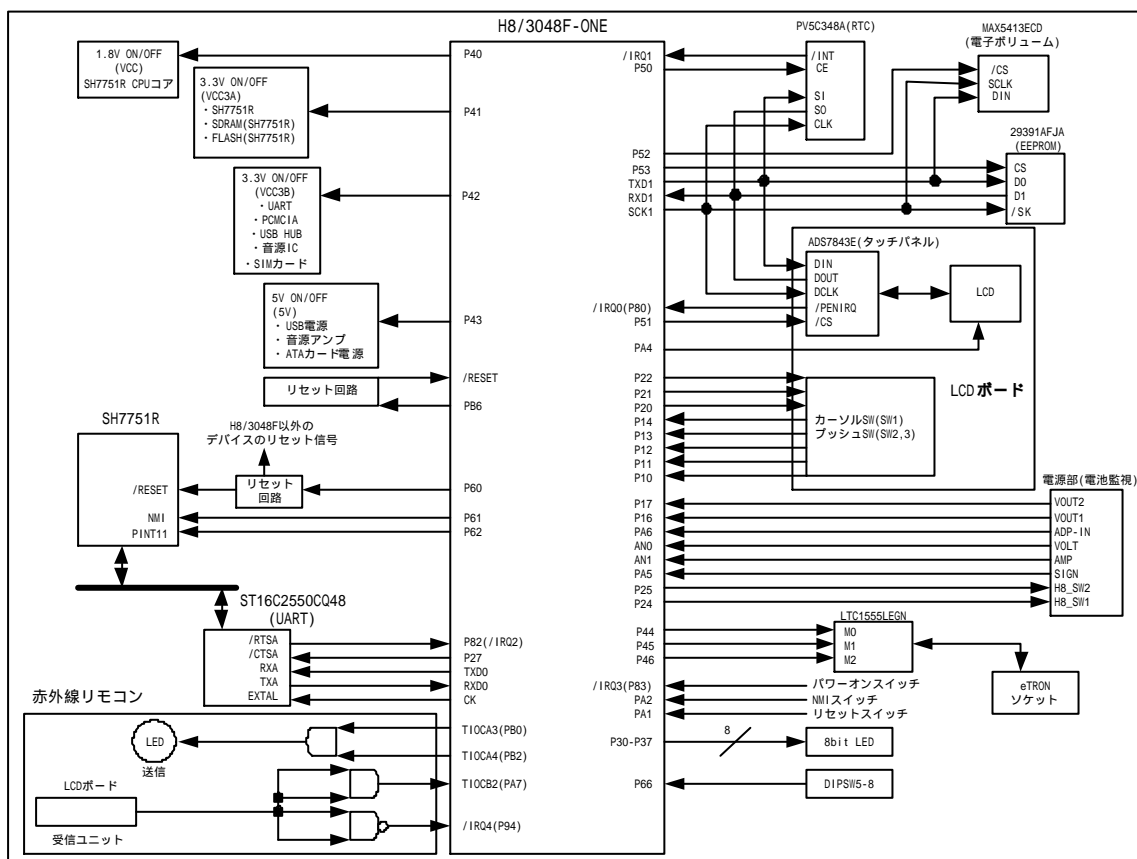 H8/3048F-ONE
1.8V ON/OFF
(VCC)
SH7751R CPUコア
3.3V ON/OFF
(VCC3A)
・SH7751R
・SDRAM(SH7751R)
・FLASH(SH7751R)
3.3V ON/OFF
(VCC3B)
・UART
・PCMCIA
・USB HUB
・音源IC
・SIMカード
5V ON/OFF
(5V)
・USB電源
・音源アンプ
・ATAカード電源
リセット回路
SH7751R
H8/3048F以外の
デバイスのリセット信号
/RESET
NMI
PINT11
リセット
回路
ST16C2550CQ48
(UART)
/RTSA
/CTSA
RXA
TXA
EXTAL
赤外線リモコン
LED
送信
LCDボード
受信ユニット
P40
P41
P42
P43
/RESET
PB6
P60
P61
P62
P82(/IRQ2)
P27
TXD0
RXD0
CK
TIOCA3(PB0)
TIOCA4(PB2)
TIOCB2(PA7)
/IRQ4(P94)
/IRQ1
P50
P52
P53
TXD1
RXD1
SCK1
/IRQ0(P80)
P51
PA4
P22
P21
P20
P14
P13
P12
P11
P10
P17
P16
PA6
AN0
AN1
PA5
P25
P24
P44
P45
P46
/IRQ3(P83)
PA2
PA1
P30-P37
P66
PV5C348A(RTC)
/INT
CE
SI
SO
CLK
MAX5413ECD
(電子ボリューム)
/CS
SCLK
DIN
29391AFJA
(EEPROM)
CS
DO
D1
/SK
ADS7843E(タッチパネル)
DIN
DOUT
DCLK
/PENIRQ
/CS
LCD
カーソルSW(SW1)
プッシュSW(SW2,3)
LCDボード
電源部(電池監視)
VOUT2
VOUT1
ADP-IN
VOLT
AMP
SIGN
H8_SW2
H8_SW1
LTC1555LEGN
M0
M1
M2
eTRON
ソケット
パワーオンスイッチ
NMIスイッチ
リセットスイッチ
8
8bit LED
DIPSW5-8